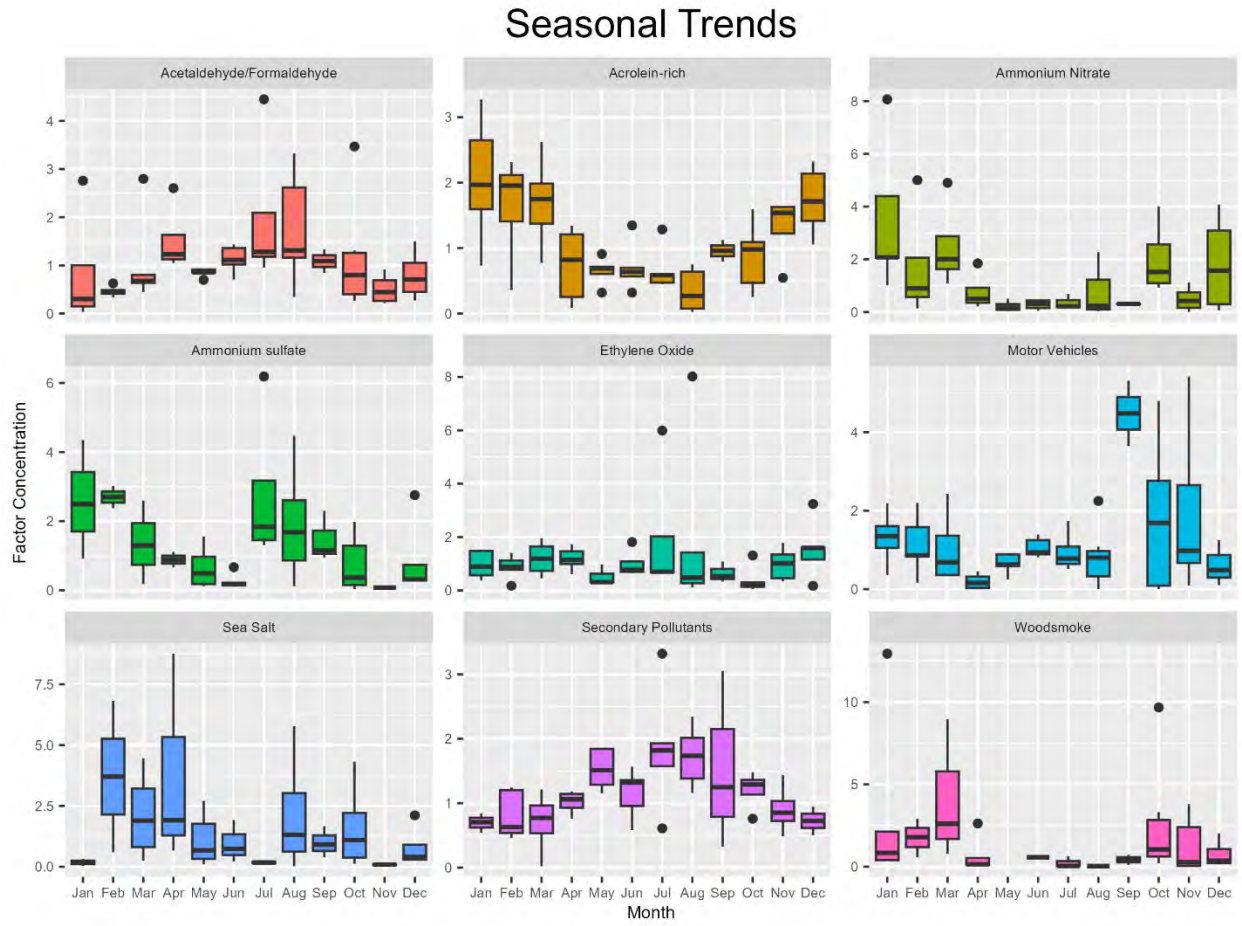 Seasonal Trends
Acetaldehyde/Formaldehyde
Acrolein-rich
Ammonium Nitrate
4
3
2
1
0
3
2
1
0
8
6
4
2
0
Ammonium sulfate
Ethylene Oxide
Motor Vehicles
Factor Concentration
6
4
2
0
8
6
4
2
0
4
2
0
Sea Salt
Secondary Pollutants
Woodsmoke
7.5
5.0
2.5
0.0
3
2
1
0
10
5
0
Jan Feb Mar Apr May Jun Jul Aug Sep Oct Nov Dec
Jan Feb Mar Apr May Jun Jul Aug Sep Oct Nov Dec
Jan Feb Mar Apr May Jun Jul Aug Sep Oct Nov Dec
Month